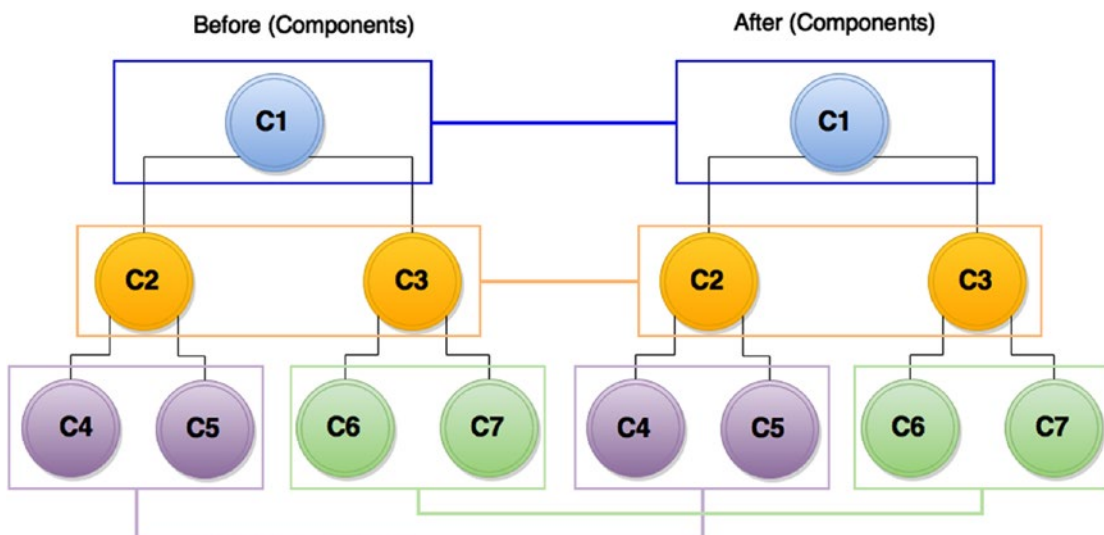 Before (Components) After (Components)
C1 C1
C2 C3 C2 C3
C4 C5 C6 C7 C4 C5 C6 C7